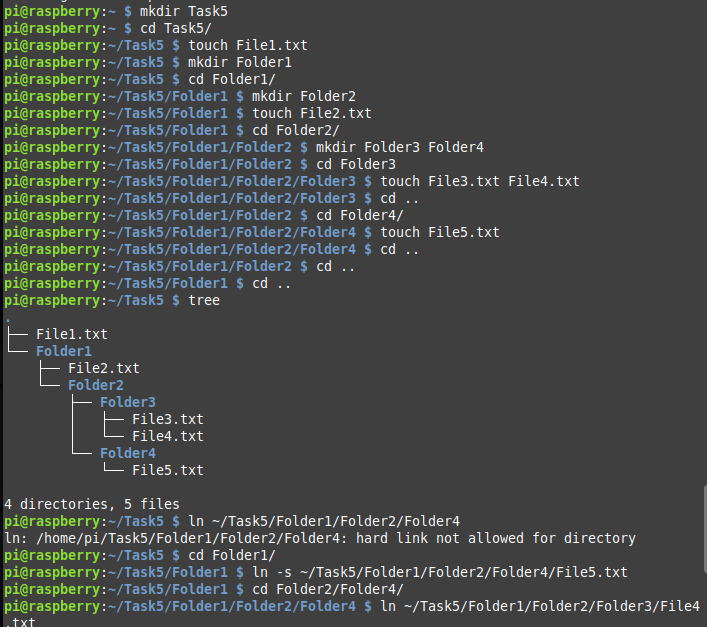 pi@raspberry:~ $ mkdir Task5
pi@raspberry:~ $ cd Task5/
pi@raspberry:~/Task5 $ touch File1.txt
pi@raspberry:~/Task5 $ mkdir Folder1
pi@raspberry:~/Task5 $ cd Folder1/
pi@raspberry:~/Task5/Folder1 $ mkdir Folder2
pi@raspberry:~/Task5/Folder1 $ touch File2.txt
pi@raspberry:~/Task5/Folder1 $ cd Folder2/
pi@raspberry:~/Task5/Folder1/Folder2 $ mkdir Folder3 Folder4
pi@raspberry:~/Task5/Folder1/Folder2 $ cd Folder3
pi@raspberry:~/Task5/Folder1/Folder2/Folder3 $ touch File3.txt File4.txt
pi@raspberry:~/Task5/Folder1/Folder2/Folder3 $ cd ..
pi@raspberry:~/Task5/Folder1/Folder2 $ cd Folder4/
pi@raspberry:~/Task5/Folder1/Folder2/Folder4 $ touch File5.txt
pi@raspberry:~/Task5/Folder1/Folder2/Folder4 $ cd ..
pi@raspberry:~/Task5/Folder1/Folder2 $ cd ..
pi@raspberry:~/Task5/Folder1 $ cd ..
pi@raspberry:~/Task5 $ tree
.
├── File1.txt
└── Folder1
    ├── File2.txt
    └── Folder2
        ├── Folder3
        │   ├── File3.txt
        │   └── File4.txt
        └── Folder4
            └── File5.txt

4 directories, 5 files
pi@raspberry:~/Task5 $ ln ~/Task5/Folder1/Folder2/Folder4
ln: /home/pi/Task5/Folder1/Folder2/Folder4: hard link not allowed for directory
pi@raspberry:~/Task5 $ cd Folder1/
pi@raspberry:~/Task5/Folder1 $ ln -s ~/Task5/Folder1/Folder2/Folder4/File5.txt
pi@raspberry:~/Task5/Folder1 $ cd Folder2/Folder4/
pi@raspberry:~/Task5/Folder1/Folder2/Folder4 $ ln ~/Task5/Folder1/Folder2/Folder3/File4
.txt